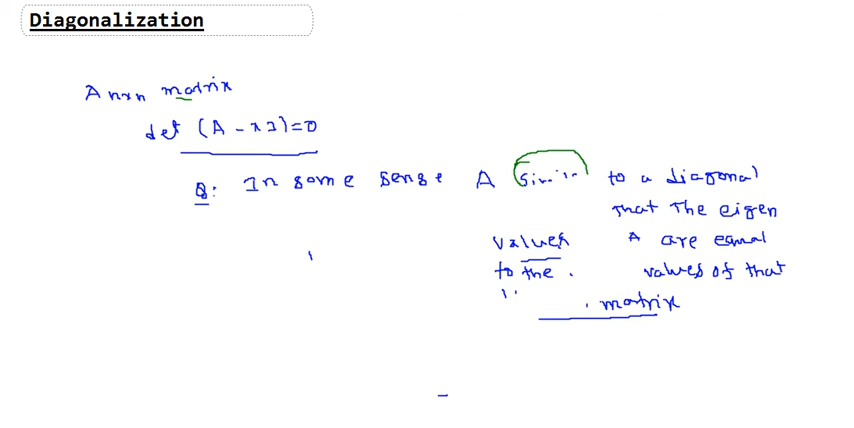 Diagonalization
A n×n matrix
det (A - λI) = 0
Q: In some sense A to a diagonal
that the eigen
values A are equal
to the values of that
matrix